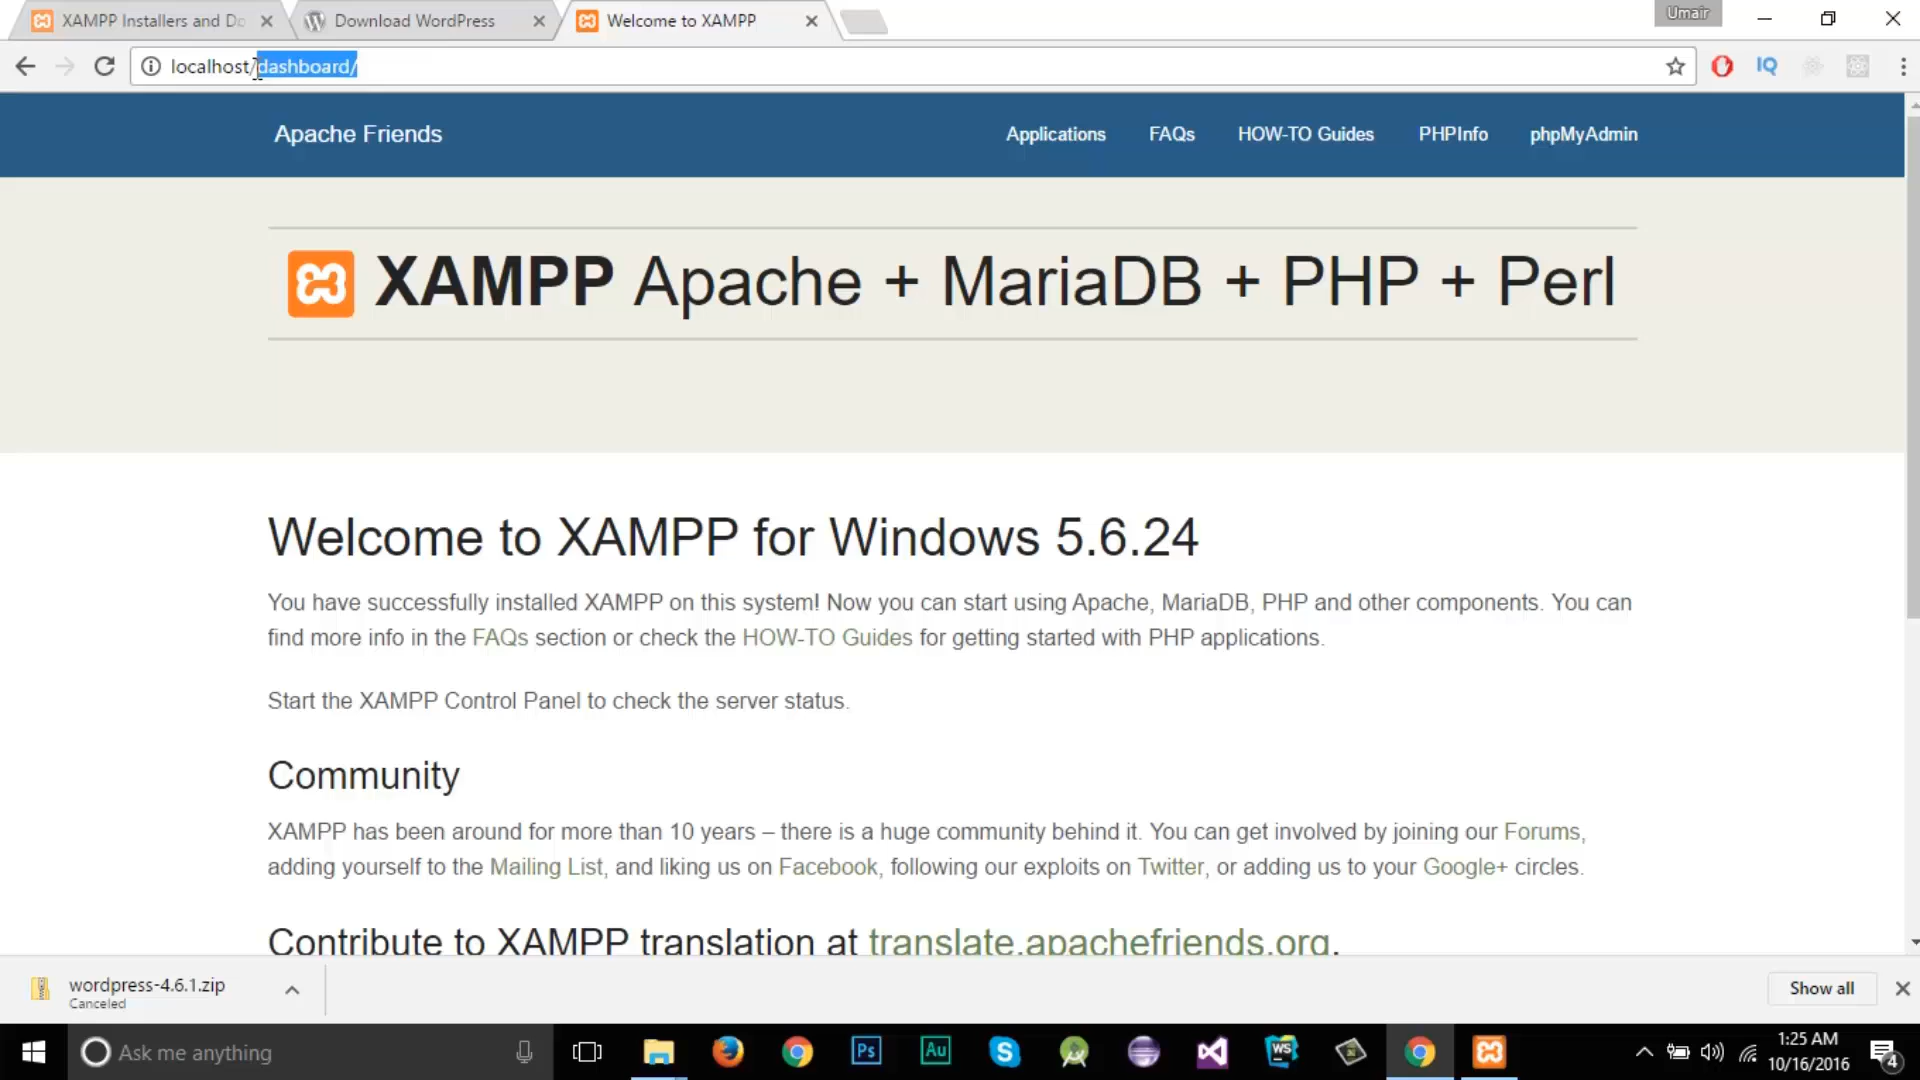 XAMPP Installers and Do
Download WordPress
Welcome to XAMPP
Umair
localhost/dashboard/
IQ
Apache Friends
Applications
FAQs
HOW-TO Guides
PHPInfo
phpMyAdmin
XAMPP Apache + MariaDB + PHP + Perl
Welcome to XAMPP for Windows 5.6.24
You have successfully installed XAMPP on this system! Now you can start using Apache, MariaDB, PHP and other components. You can
find more info in the FAQs section or check the HOW-TO Guides for getting started with PHP applications.
Start the XAMPP Control Panel to check the server status.
Community
XAMPP has been around for more than 10 years – there is a huge community behind it. You can get involved by joining our Forums,
adding yourself to the Mailing List, and liking us on Facebook, following our exploits on Twitter, or adding us to your Google+ circles.
Contribute to XAMPP translation at translate.apachefriends.org.
wordpress-4.6.1.zip
Canceled
Show all
Ask me anything
Ps
Au
S
WS
1:25 AM
10/16/2016
4